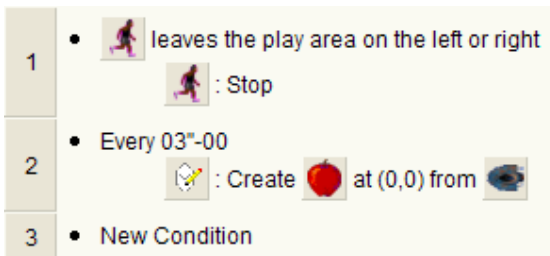 1 • leaves the play area on the left or right
: Stop
2 • Every 03"-00
: Create at (0,0) from
3 • New Condition